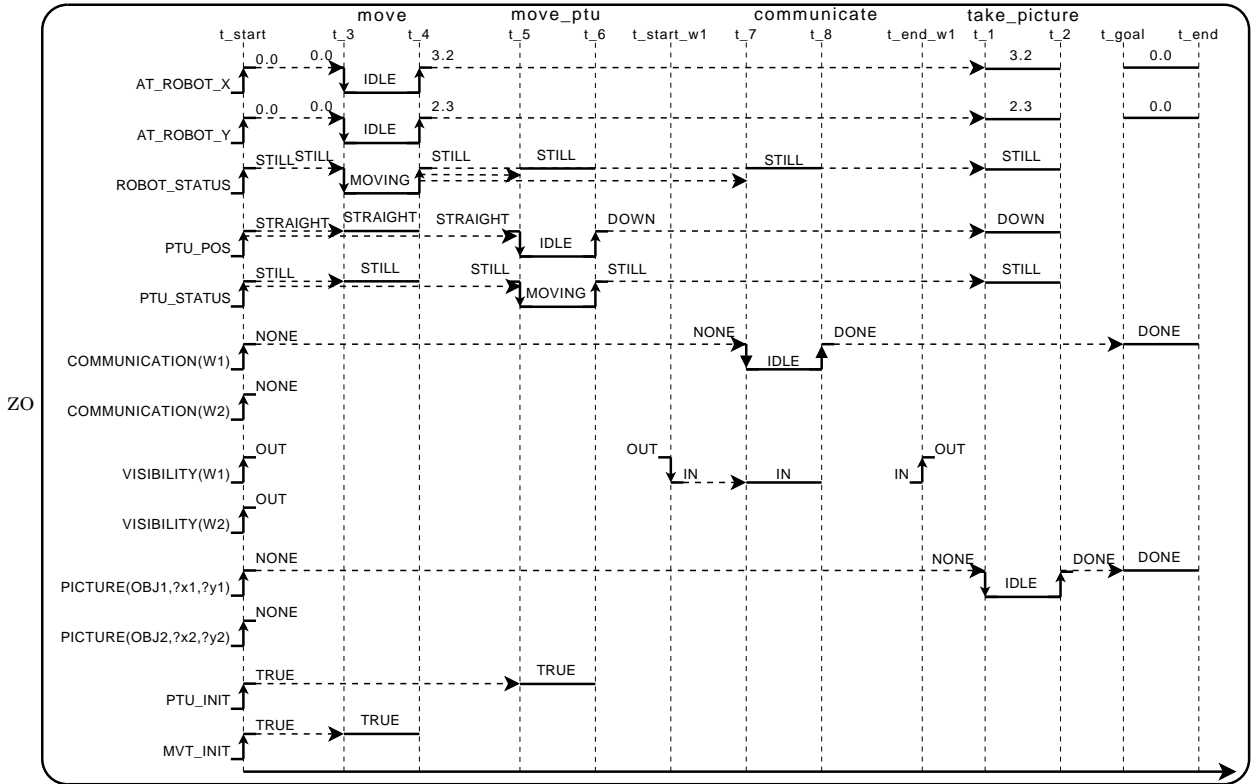 move move_ptu communicate take_picture
t_start t_3 t_4 t_5 t_6 t_start_w1 t_7 t_8 t_end_w1 t_1 t_2 t_goal t_end
0.0 0.0 3.2 3.2 0.0
AT_ROBOT_X IDLE
0.0 0.0 2.3 2.3 0.0
AT_ROBOT_Y IDLE
STILL STILL STILL STILL STILL STILL
ROBOT_STATUS MOVING
STRAIGHT STRAIGHT STRAIGHT DOWN DOWN
PTU_POS IDLE
STILL STILL STILL STILL STILL
PTU_STATUS MOVING
NONE NONE DONE DONE
COMMUNICATION(W1) IDLE
NONE
ZO COMMUNICATION(W2)
OUT OUT OUT
VISIBILITY(W1) IN IN IN
OUT
VISIBILITY(W2)
NONE NONE DONE DONE
PICTURE(OBJ1,?x1,?y1) IDLE
NONE
PICTURE(OBJ2,?x2,?y2)
TRUE TRUE
PTU_INIT
TRUE TRUE
MVT_INIT